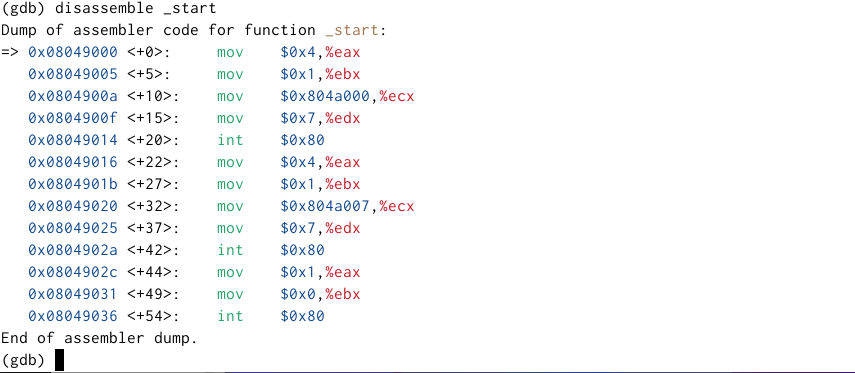 (gdb) disassemble _start
Dump of assembler code for function _start:
=> 0x08049000 <+0>:     mov    $0x4,%eax
   0x08049005 <+5>:     mov    $0x1,%ebx
   0x0804900a <+10>:    mov    $0x804a000,%ecx
   0x0804900f <+15>:    mov    $0x7,%edx
   0x08049014 <+20>:    int    $0x80
   0x08049016 <+22>:    mov    $0x4,%eax
   0x0804901b <+27>:    mov    $0x1,%ebx
   0x08049020 <+32>:    mov    $0x804a007,%ecx
   0x08049025 <+37>:    mov    $0x7,%edx
   0x0804902a <+42>:    int    $0x80
   0x0804902c <+44>:    mov    $0x1,%eax
   0x08049031 <+49>:    mov    $0x0,%ebx
   0x08049036 <+54>:    int    $0x80
End of assembler dump.
(gdb)